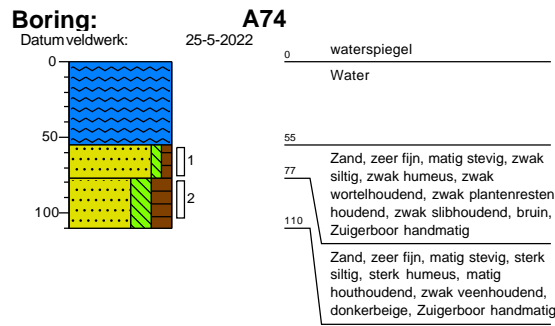 Boring: A74
Datum veldwerk: 25-5-2022
0
50
100
1
2
0 waterspiegel
Water
55
Zand, zeer fijn, matig stevig, zwak
siltig, zwak humeus, zwak
wortelhoudend, zwak plantenresten
houdend, zwak slibhoudend, bruin,
Zuigerboor handmatig
77
Zand, zeer fijn, matig stevig, sterk
siltig, sterk humeus, matig
houthoudend, zwak veenhoudend,
donkerbeige, Zuigerboor handmatig
110